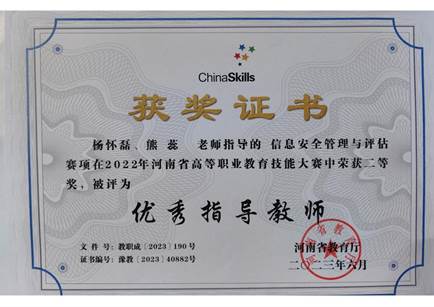 ChinaSkills
获奖证书
杨怀磊、熊 蕊 老师指导的 信息安全管理与评估
赛项在2022年河南省高等职业教育技能大赛中荣获二等
奖，被评为
优秀指导教师
文 件 号：教职成〔2023〕190号
证书编号：豫教〔2023〕40882号
河南省教育厅
二〇二三年六月